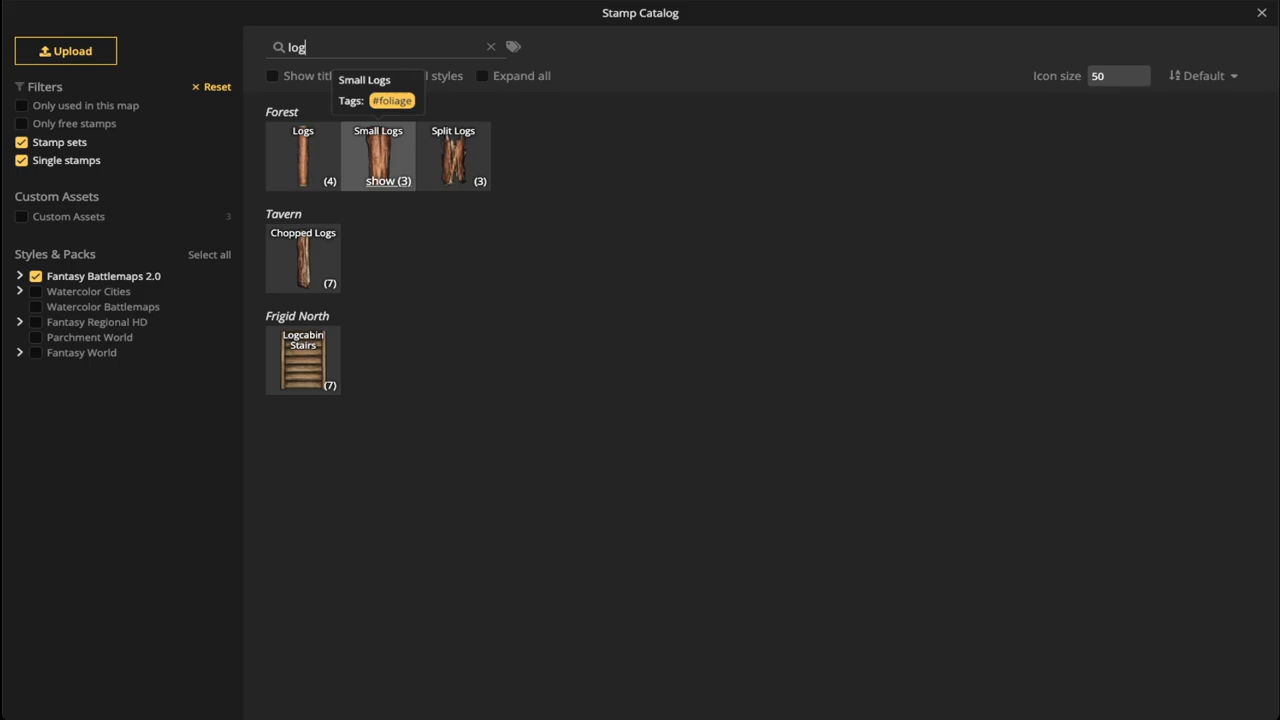 Stamp Catalog
Upload
Filters
Reset
Only used in this map
Only free stamps
Stamp sets
Single stamps
Custom Assets
Custom Assets 3
Styles & Packs Select all
Fantasy Battlemaps 2.0
Watercolor Cities
Watercolor Battlemaps
Fantasy Regional HD
Parchment World
Fantasy World
log
Small Logs
Tags: #foliage
Show styles
Expand all
Icon size 50
Default
Forest
Logs
(4)
Small Logs
show (3)
Split Logs
(3)
Tavern
Chopped Logs
(7)
Frigid North
Logcabin
Stairs
(7)